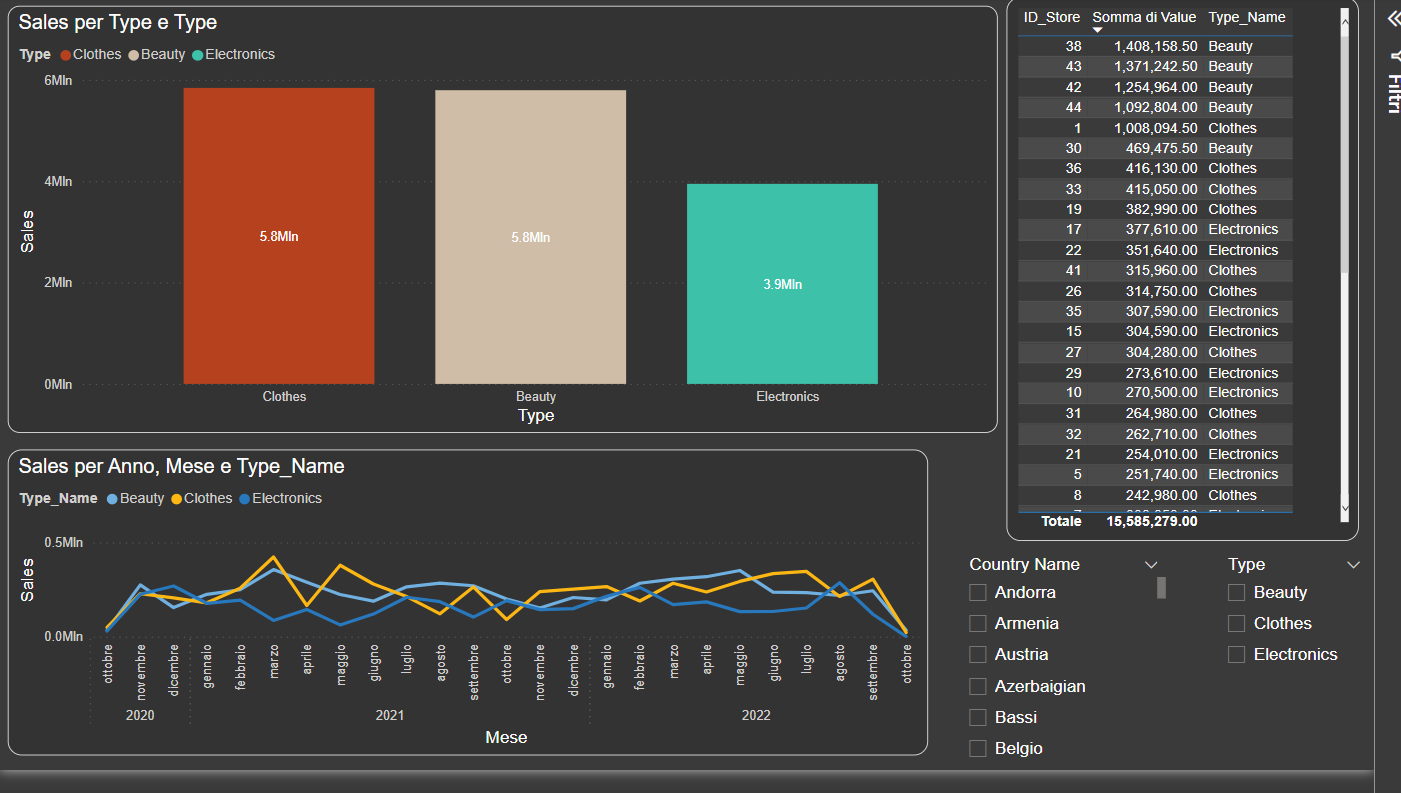 Sales per Type e Type
Type Clothes Beauty Electronics
6Mln
4Mln
2Mln
0Mln
Sales
5.8Mln
5.8Mln
3.9Mln
Clothes Beauty Electronics
Type
Sales per Anno, Mese e Type_Name
Type_Name Beauty Clothes Electronics
0.5Mln
0.0Mln
Sales
ottobre novembre dicembre gennaio febbraio marzo aprile maggio giugno luglio agosto settembre ottobre novembre dicembre gennaio febbraio marzo aprile maggio giugno luglio agosto settembre ottobre
2020 2021 2022
Mese
ID_Store Somma di Value Type_Name
38 1,408,158.50 Beauty
43 1,371,242.50 Beauty
42 1,254,964.00 Beauty
44 1,092,804.00 Beauty
1 1,008,094.50 Clothes
30 469,475.50 Beauty
36 416,130.00 Clothes
33 415,050.00 Clothes
19 382,990.00 Clothes
17 377,610.00 Electronics
22 351,640.00 Electronics
41 315,960.00 Clothes
26 314,750.00 Clothes
35 307,590.00 Electronics
15 304,590.00 Electronics
27 304,280.00 Clothes
29 273,610.00 Electronics
10 270,500.00 Electronics
31 264,980.00 Clothes
32 262,710.00 Clothes
21 254,010.00 Electronics
5 251,740.00 Electronics
8 242,980.00 Clothes
Totale 15,585,279.00
Country Name
Andorra
Armenia
Austria
Azerbaigian
Bassi
Belgio
Type
Beauty
Clothes
Electronics
Filtri